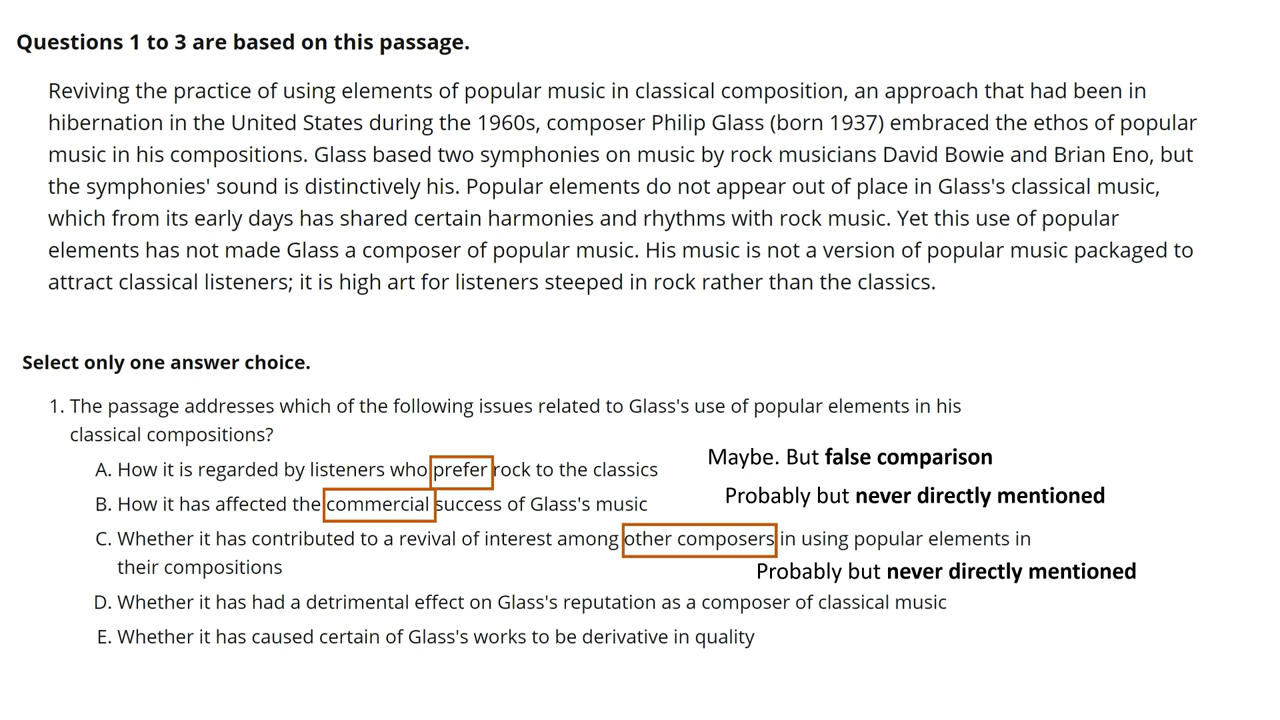 Questions 1 to 3 are based on this passage.
Reviving the practice of using elements of popular music in classical composition, an approach that had been in
hibernation in the United States during the 1960s, composer Philip Glass (born 1937) embraced the ethos of popular
music in his compositions. Glass based two symphonies on music by rock musicians David Bowie and Brian Eno, but
the symphonies' sound is distinctively his. Popular elements do not appear out of place in Glass's classical music,
which from its early days has shared certain harmonies and rhythms with rock music. Yet this use of popular
elements has not made Glass a composer of popular music. His music is not a version of popular music packaged to
attract classical listeners; it is high art for listeners steeped in rock rather than the classics.
Select only one answer choice.
1. The passage addresses which of the following issues related to Glass's use of popular elements in his
classical compositions?
A. How it is regarded by listeners who prefer rock to the classics
Maybe. But false comparison
B. How it has affected the commercial success of Glass's music
Probably but never directly mentioned
C. Whether it has contributed to a revival of interest among other composers in using popular elements in
their compositions
Probably but never directly mentioned
D. Whether it has had a detrimental effect on Glass's reputation as a composer of classical music
E. Whether it has caused certain of Glass's works to be derivative in quality